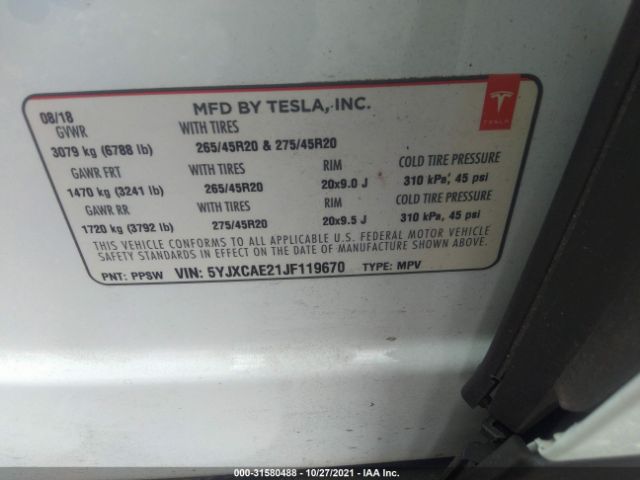 08/18 MFD BY TESLA, INC.
GVWR WITH TIRES
3079 kg (6788 lb) 265/45R20 & 275/45R20
GAWR FRT WITH TIRES RIM COLD TIRE PRESSURE
1470 kg (3241 lb) 265/45R20 20x9.0 J 310 kPa, 45 psi
GAWR RR WITH TIRES RIM COLD TIRE PRESSURE
1720 kg (3792 lb) 275/45R20 20x9.5 J 310 kPa, 45 psi
THIS VEHICLE CONFORMS TO ALL APPLICABLE U.S. FEDERAL MOTOR VEHICLE
SAFETY STANDARDS IN EFFECT ON THE DATE OF MANUFACTURE SHOWN ABOVE.
PNT: PPSW VIN: 5YJXCAE21JF119670 TYPE: MPV
TESLA
000-31580488 - 10/27/2021 - IAA Inc.